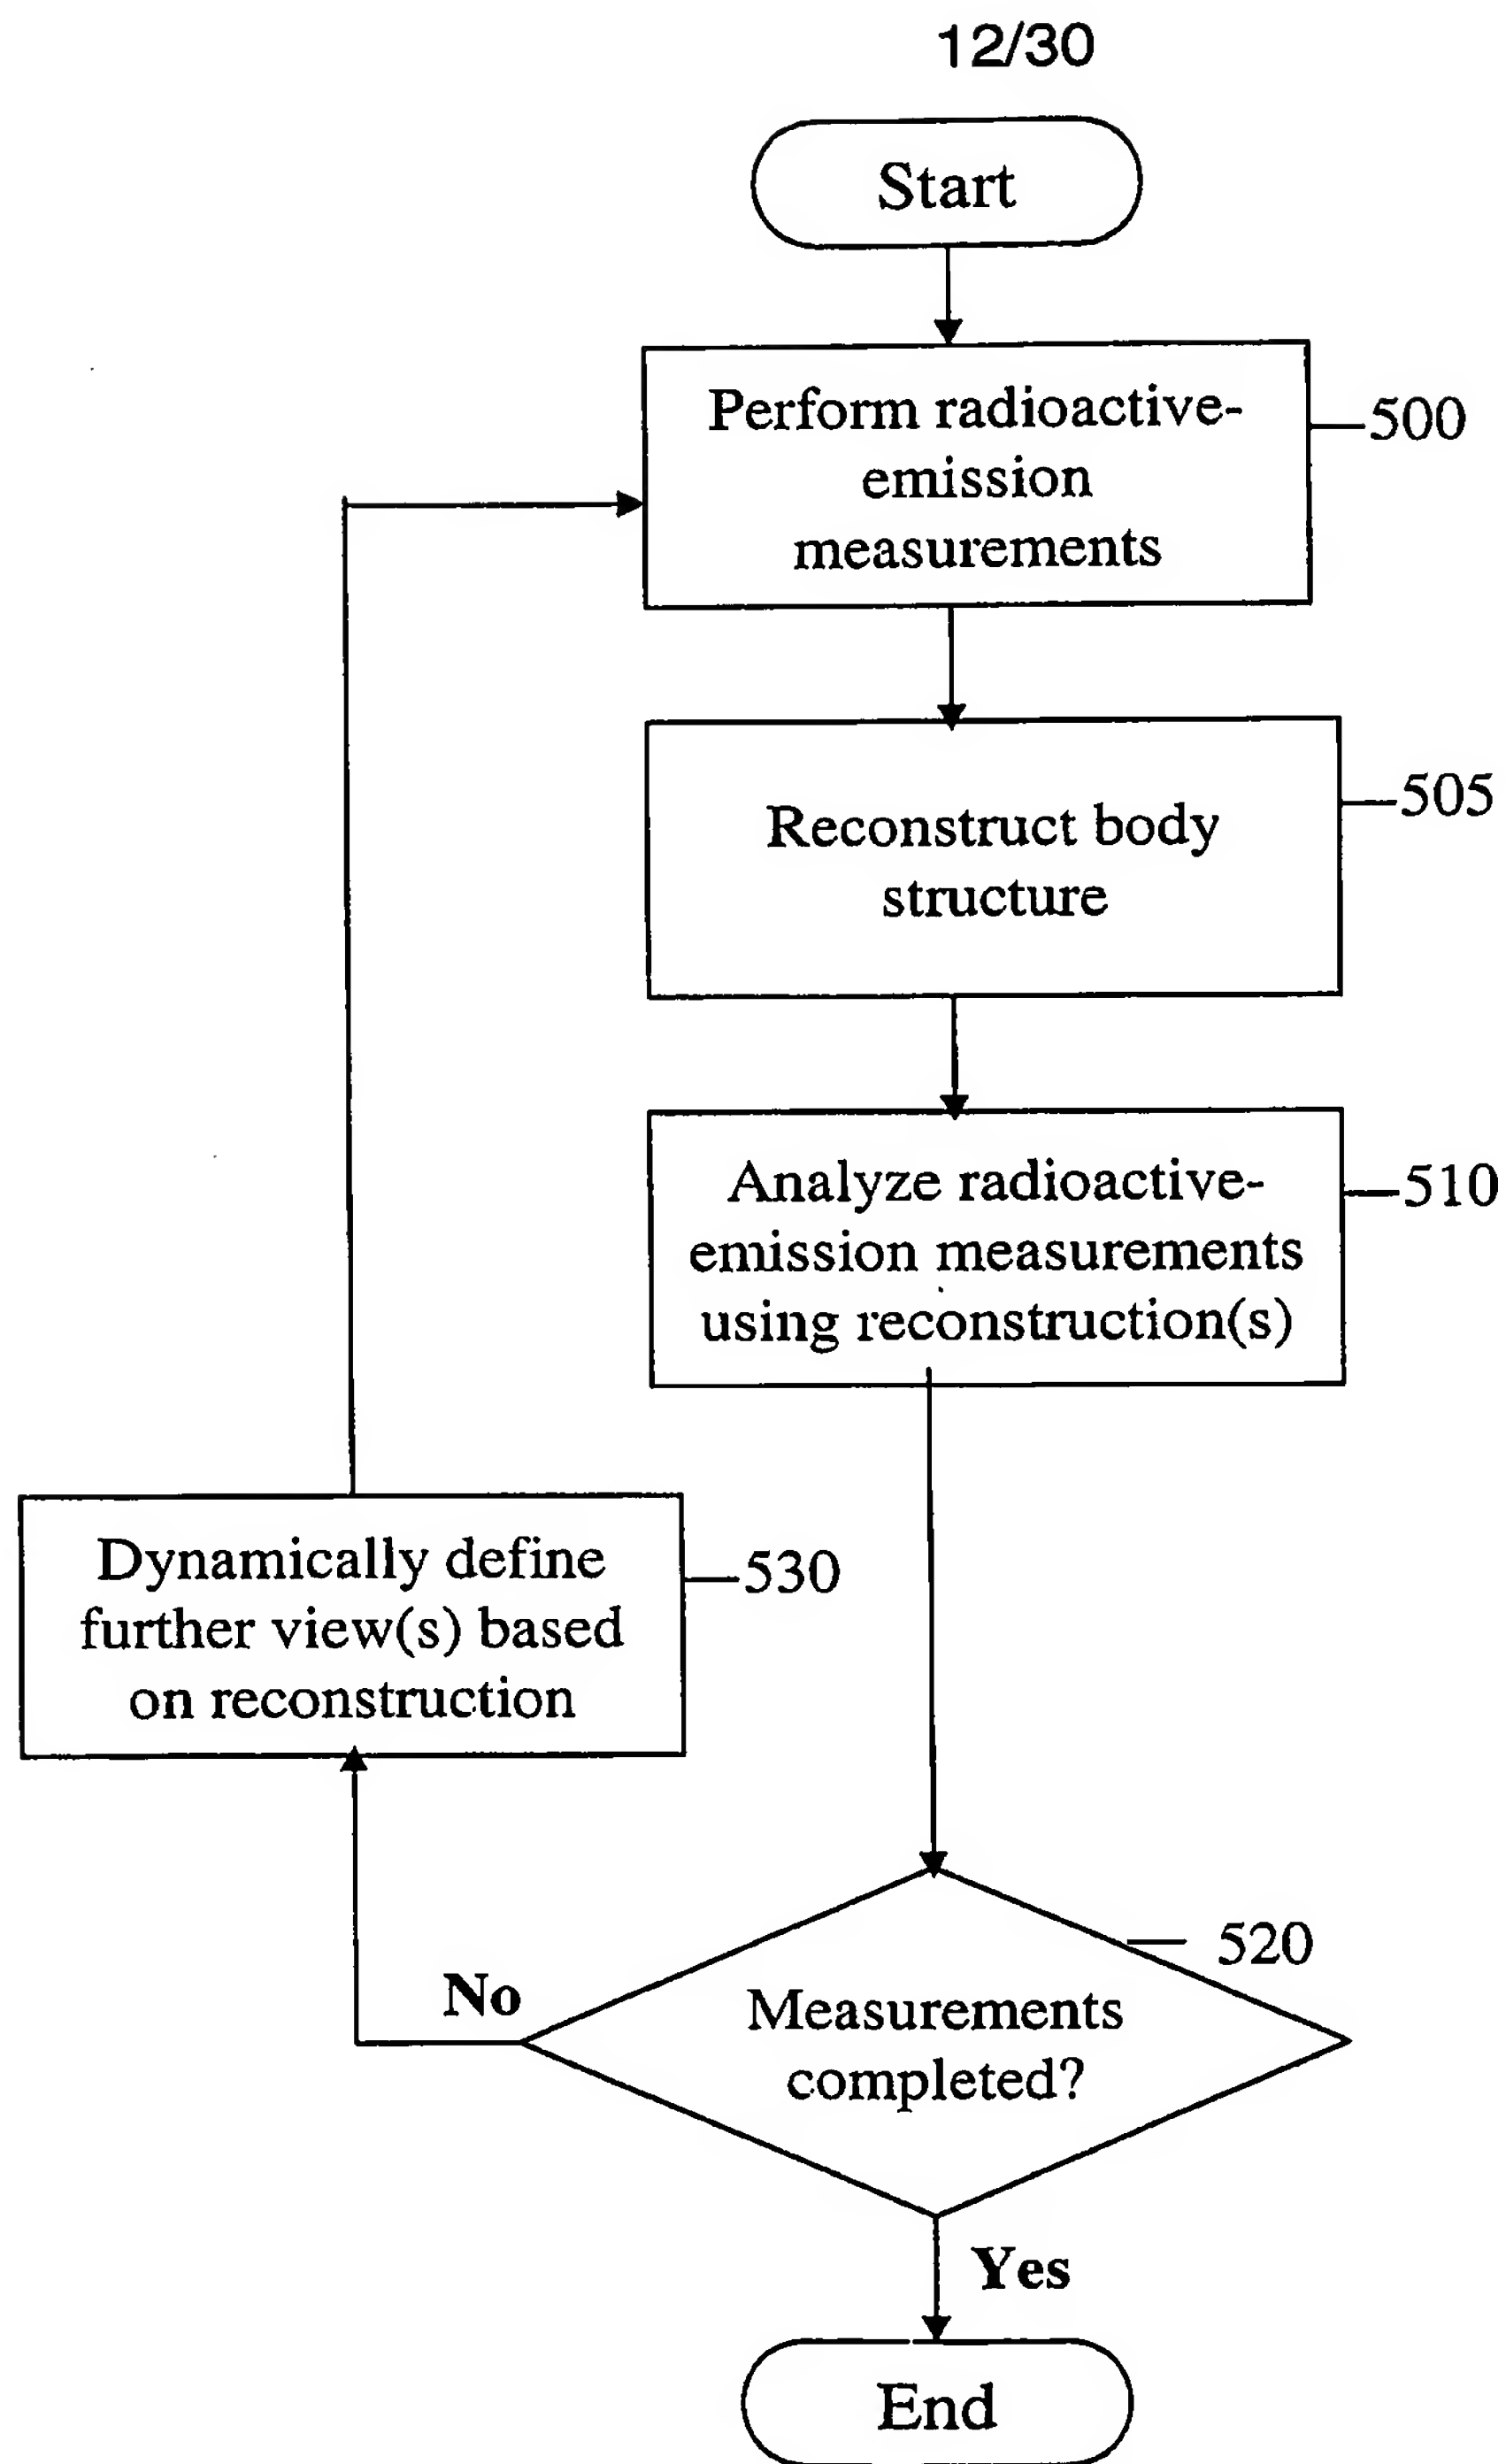 12/30
Start
Perform radioactive-
emission
measurements
500
Reconstruct body
structure
505
Analyze radioactive-
emission measurements
using reconstruction(s)
510
Dynamically define
further view(s) based
on reconstruction
530
520
No
Measurements
completed?
Yes
End